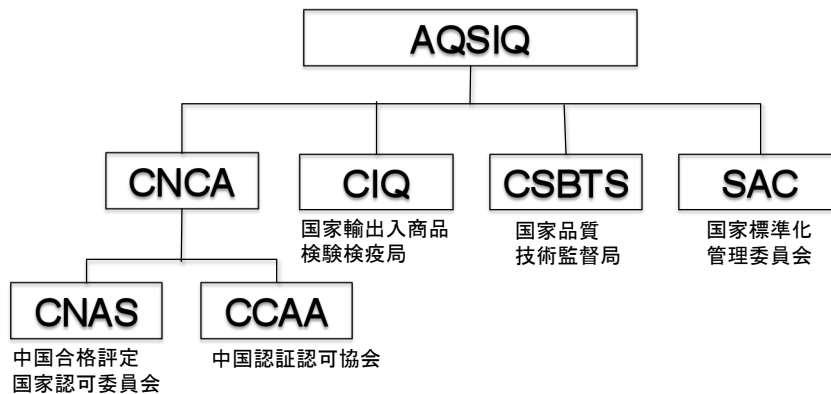 AQSIQ
CNCA
CIQ
CSBTS
SAC
国家輸出入商品
検験検疫局
国家品質
技術監督局
国家標準化
管理委員会
CNAS
CCAA
中国合格評定
国家認可委員会
中国認証認可協会